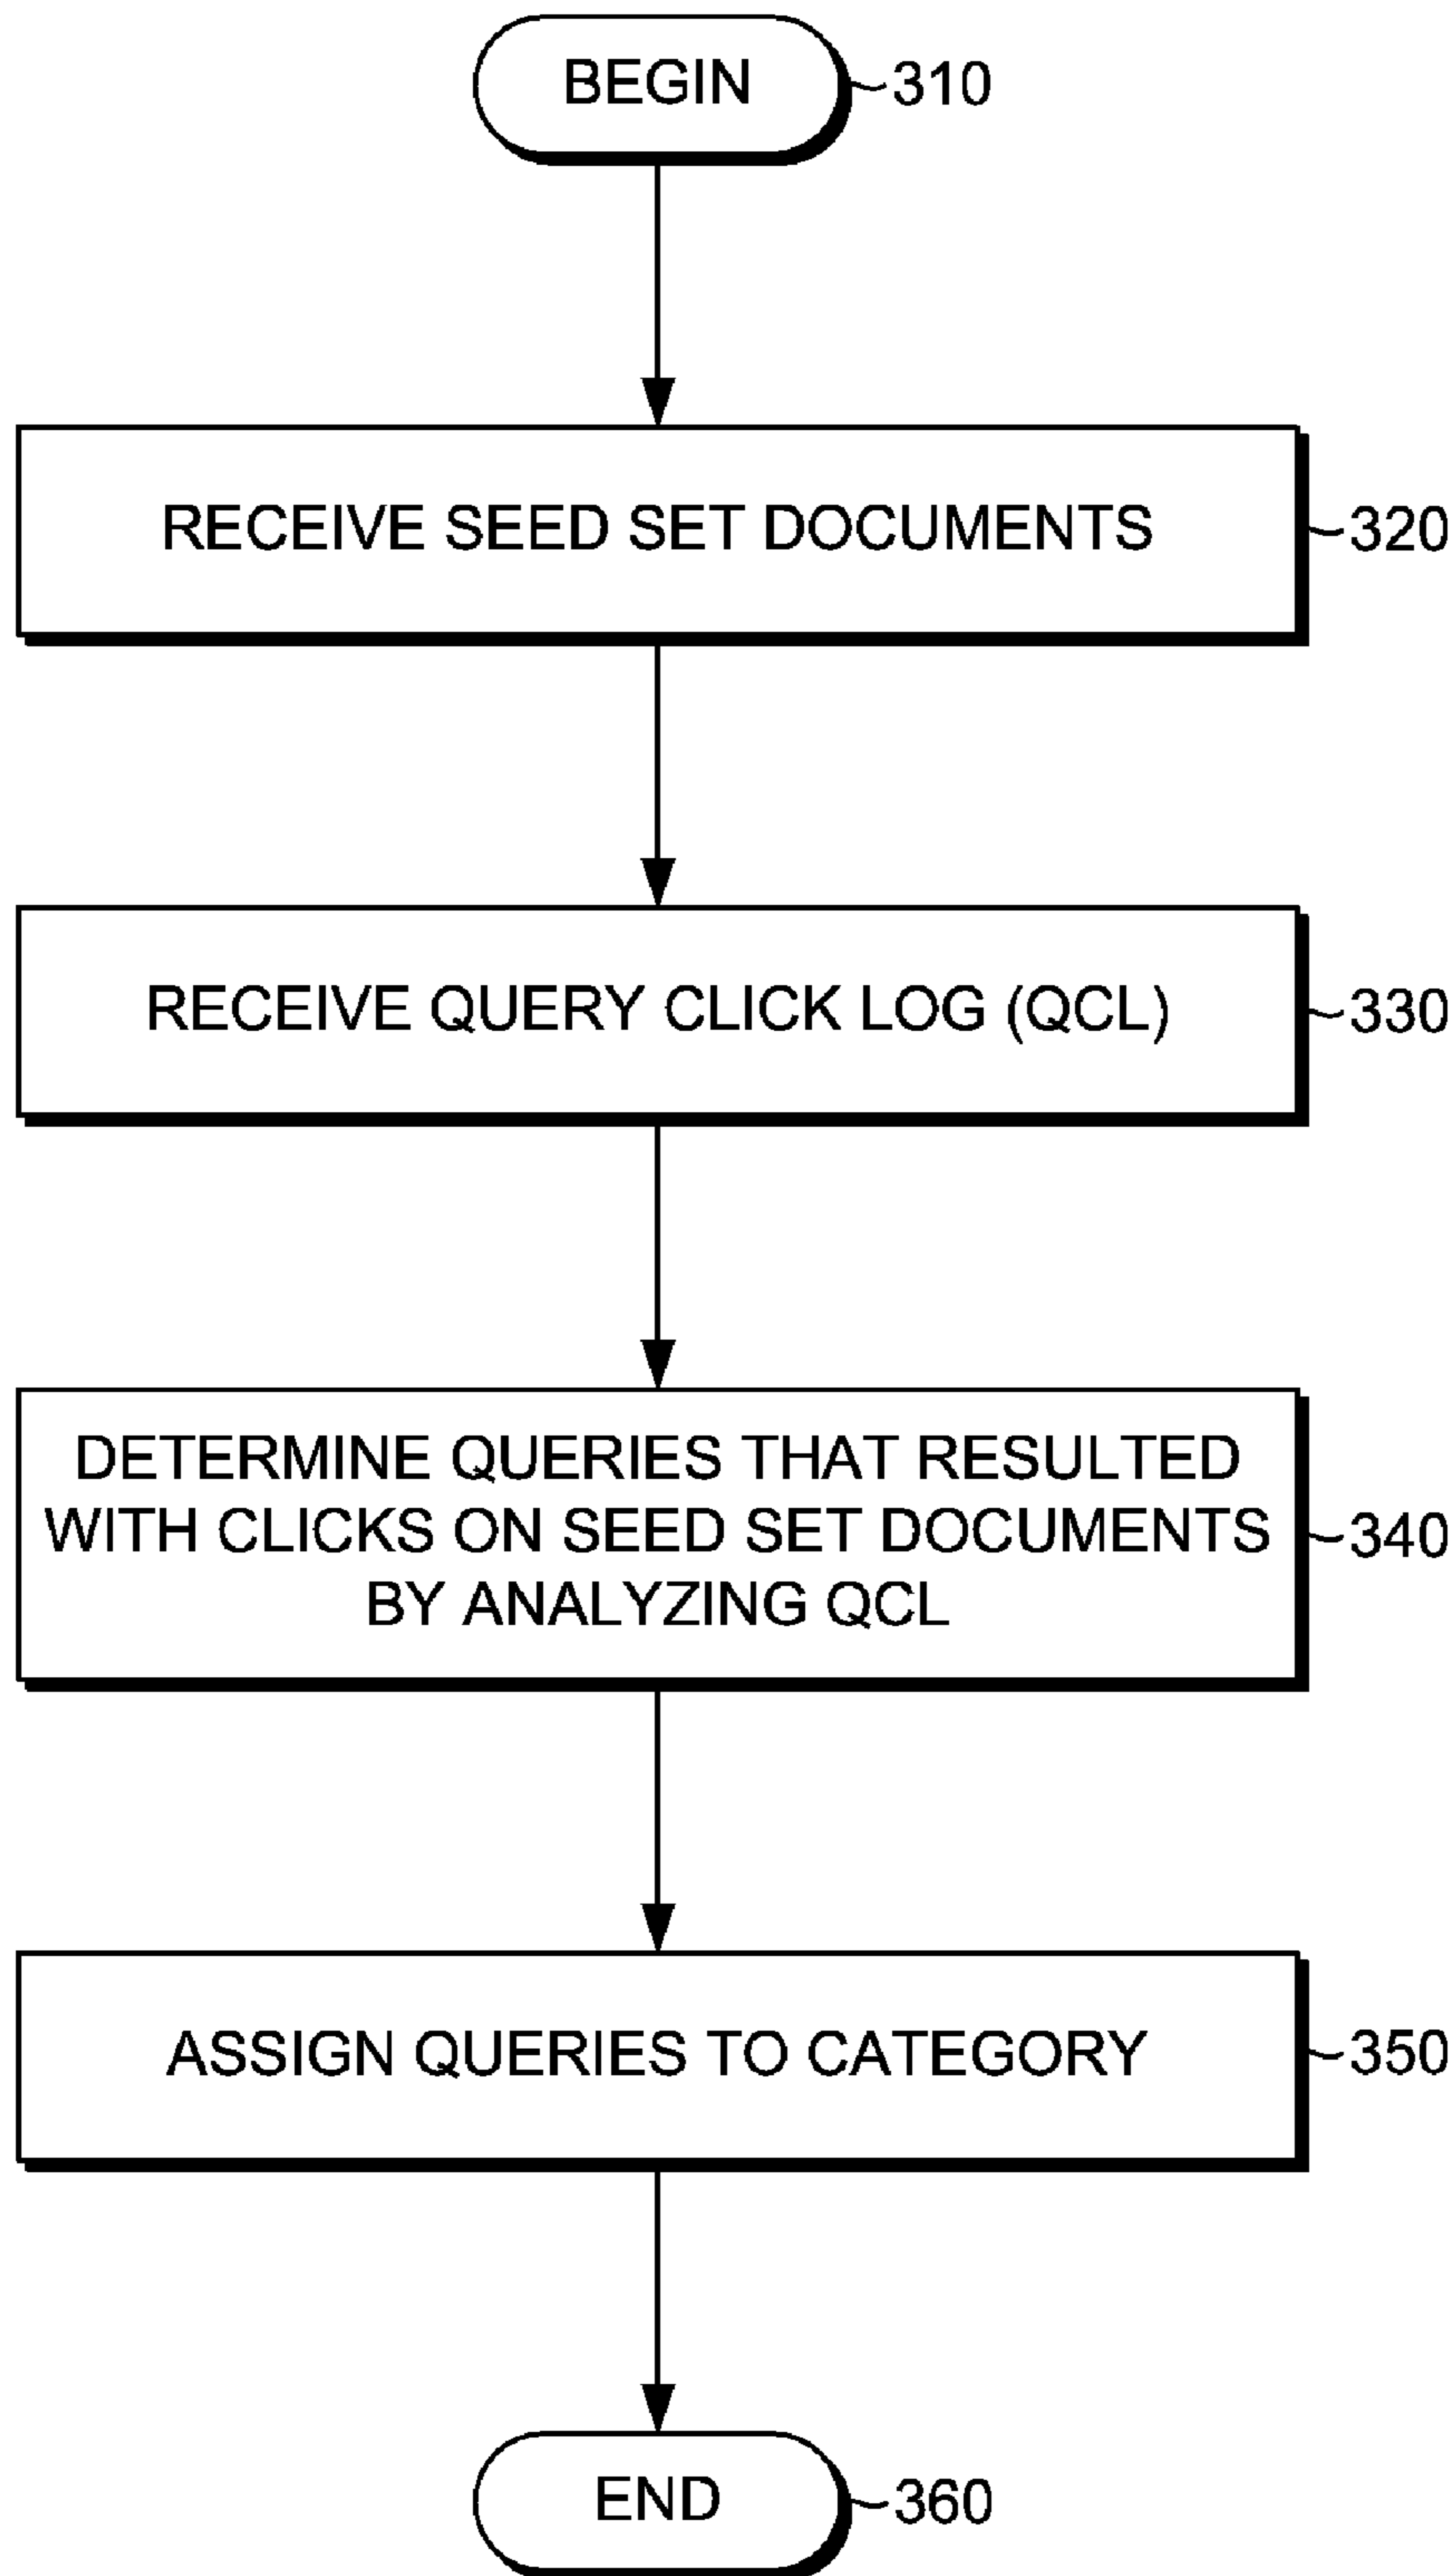 BEGIN
310
RECEIVE SEED SET DOCUMENTS
320
RECEIVE QUERY CLICK LOG (QCL)
330
DETERMINE QUERIES THAT RESULTED
WITH CLICKS ON SEED SET DOCUMENTS
BY ANALYZING QCL
340
ASSIGN QUERIES TO CATEGORY
350
END
360